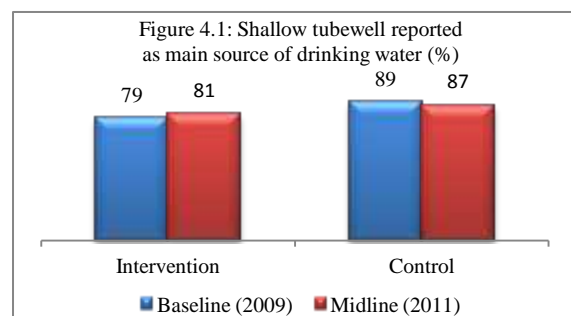 Figure 4.1: Shallow tubewell reported
as main source of drinking water (%)
79 81 89 87
Intervention Control
Baseline (2009) Midline (2011)